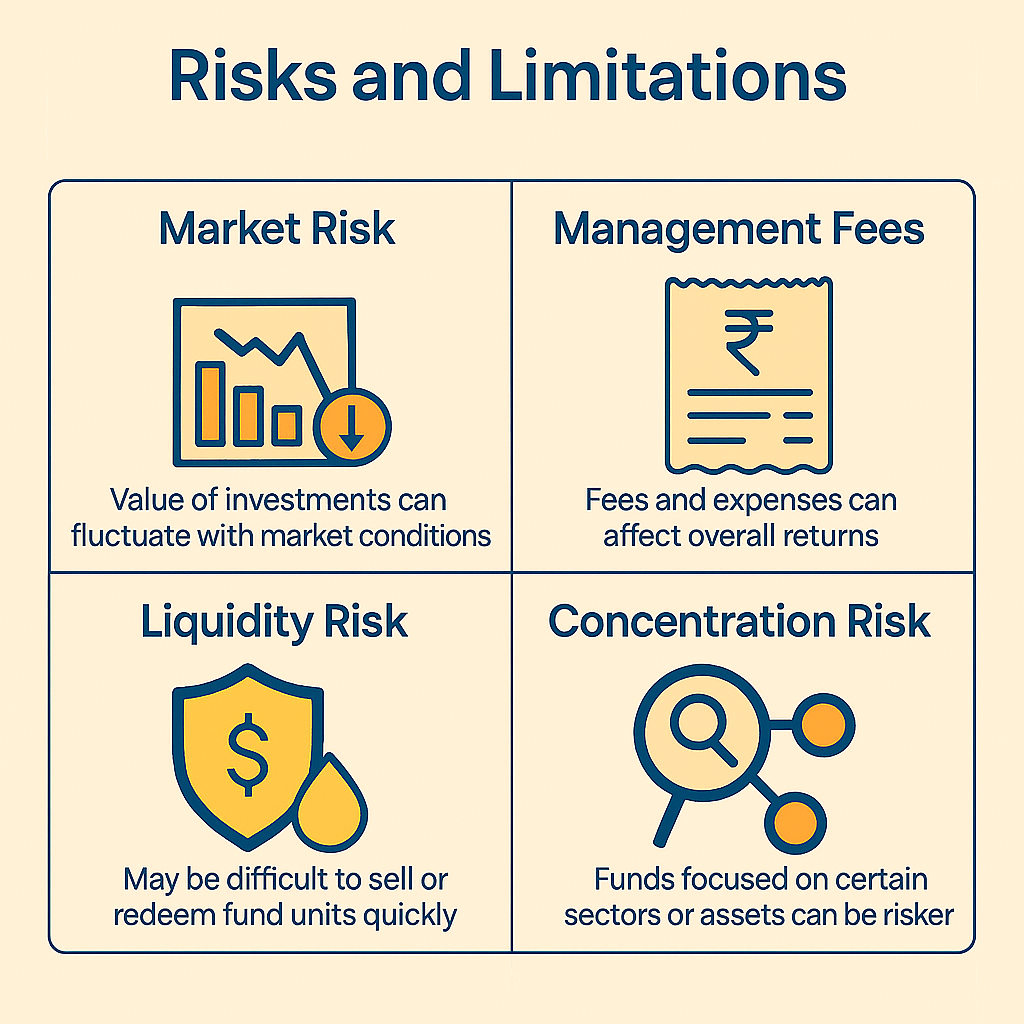 Risks and Limitations
Market Risk
₹
Value of investments can
fluctuate with market conditions
Management Fees
Fees and expenses can
affect overall returns
Liquidity Risk
$
May be difficult to sell or
redeem fund units quickly
Concentration Risk
Funds focused on certain
sectors or assets can be risker